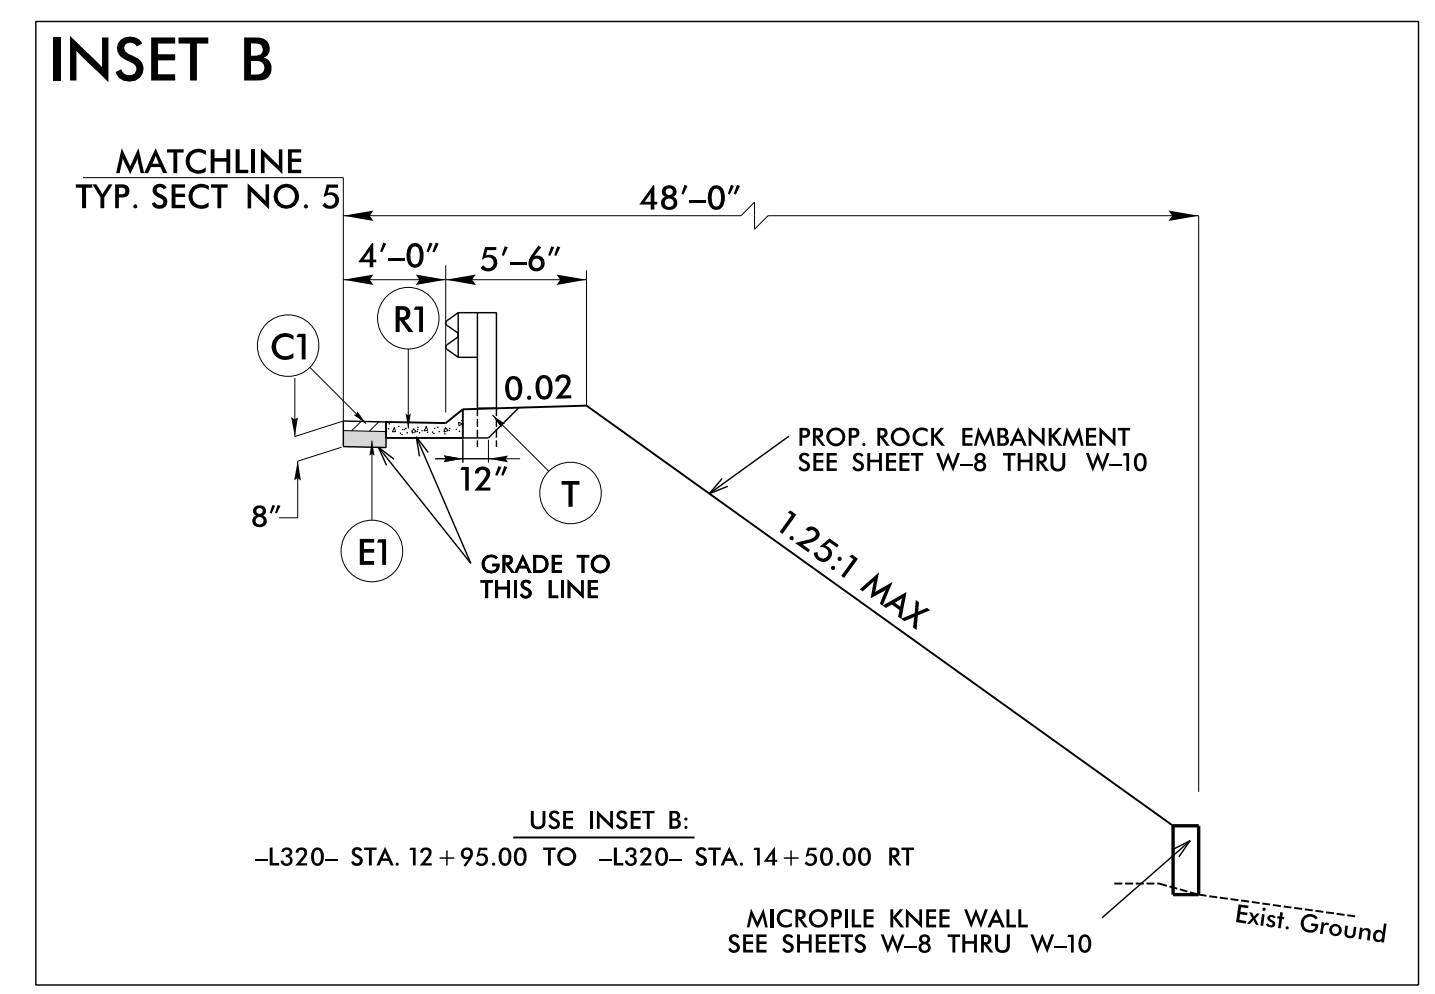 INSET B
MATCHLINE
TYP. SECT NO. 5
48'–0"
4'–0"
5'–6"
R1
C1
0.02
PROP. ROCK EMBANKMENT
SEE SHEET W–8 THRU W–10
12"
T
8"
E1
1.25:1 MAX
GRADE TO
THIS LINE
USE INSET B:
–L320– STA. 12+95.00 TO –L320– STA. 14+50.00 RT
MICROPILE KNEE WALL
SEE SHEETS W–8 THRU W–10
Exist. Ground